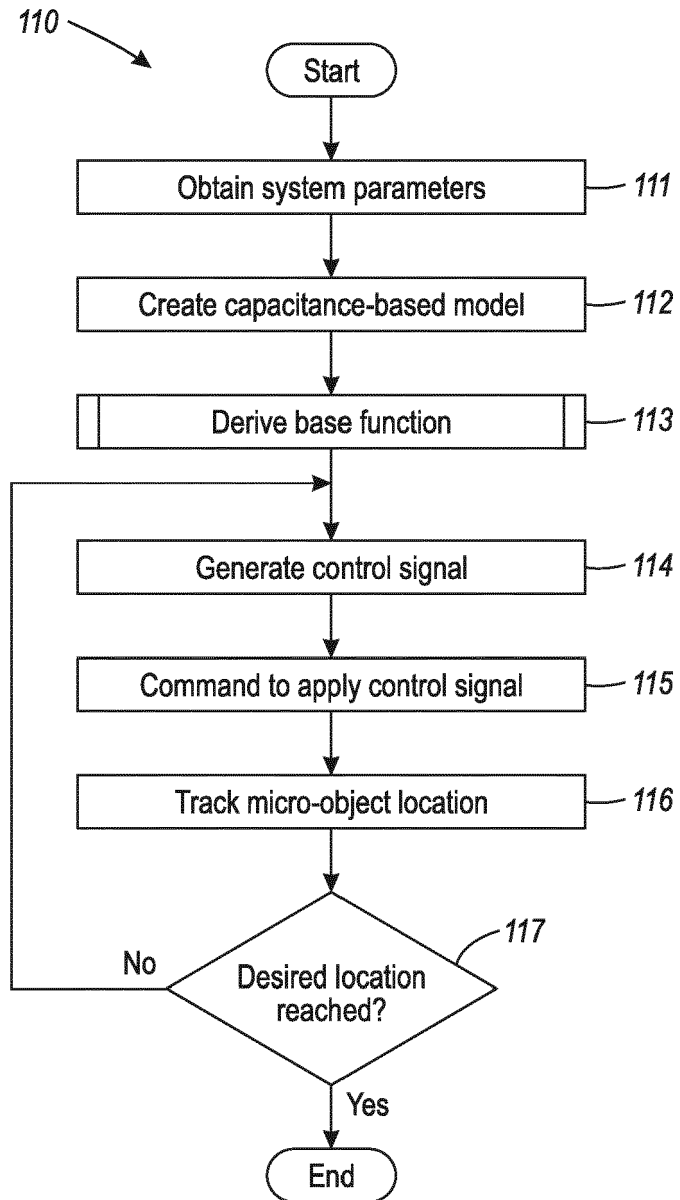 110
Start
Obtain system parameters
111
Create capacitance-based model
112
Derive base function
113
Generate control signal
114
Command to apply control signal
115
Track micro-object location
116
117
No
Desired location
reached?
Yes
End